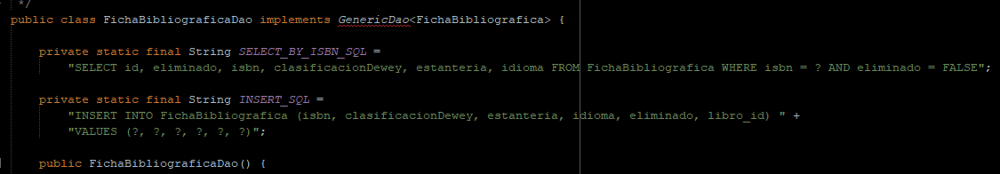 */
public class FichaBibliograficaDao implements GenericDao<FichaBibliografica> {
private static final String SELECT_BY_ISBN_SQL =
"SELECT id, eliminado, isbn, clasificacionDewey, estanteria, idioma FROM FichaBibliografica WHERE isbn = ? AND eliminado = FALSE";
private static final String INSERT_SQL =
"INSERT INTO FichaBibliografica (isbn, clasificacionDewey, estanteria, idioma, eliminado, libro_id) " +
"VALUES (?, ?, ?, ?, ?, ?)";
public FichaBibliograficaDao() {